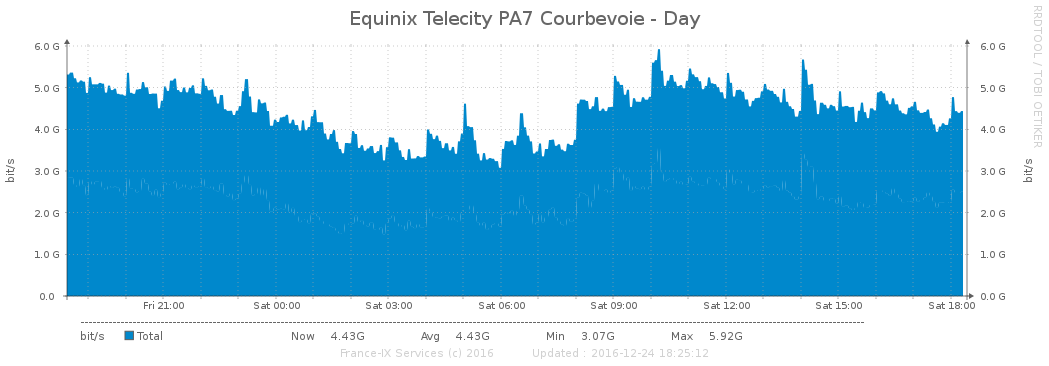 Equinix Telecity PA7 Courbevoie - Day
RRDTOOL / TOBI OETIKER
bit/s
6.0 G
5.0 G
4.0 G
3.0 G
2.0 G
1.0 G
0.0
6.0 G
5.0 G
4.0 G
3.0 G
2.0 G
1.0 G
0.0 G
bit/s
Fri 21:00 Sat 00:00 Sat 03:00 Sat 06:00 Sat 09:00 Sat 12:00 Sat 15:00 Sat 18:00
bit/s Total Now 4.43G Avg 4.43G Min 3.07G Max 5.92G
France-IX Services (c) 2016 Updated : 2016-12-24 18:25:12